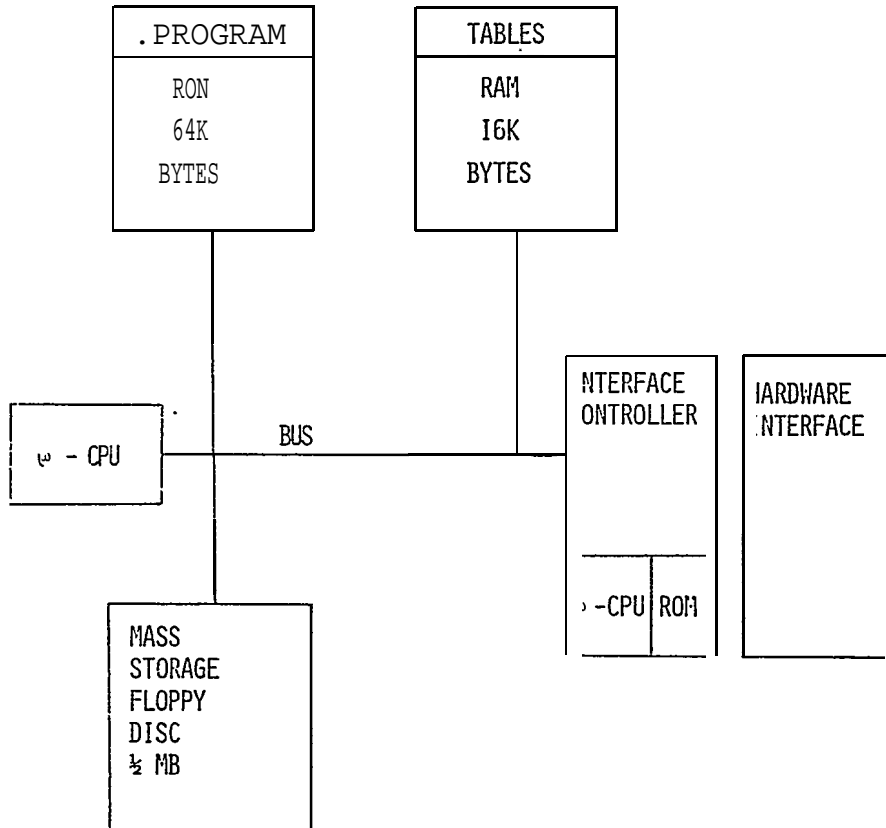 .PROGRAM
RON
64K
BYTES
TABLES
RAM
I6K
BYTES
BUS
- CPU
NTERFACE
ONTROLLER
-CPU ROM
IARDWARE
NTERFACE
MASS
STORAGE
FLOPPY
DISC
½ MB